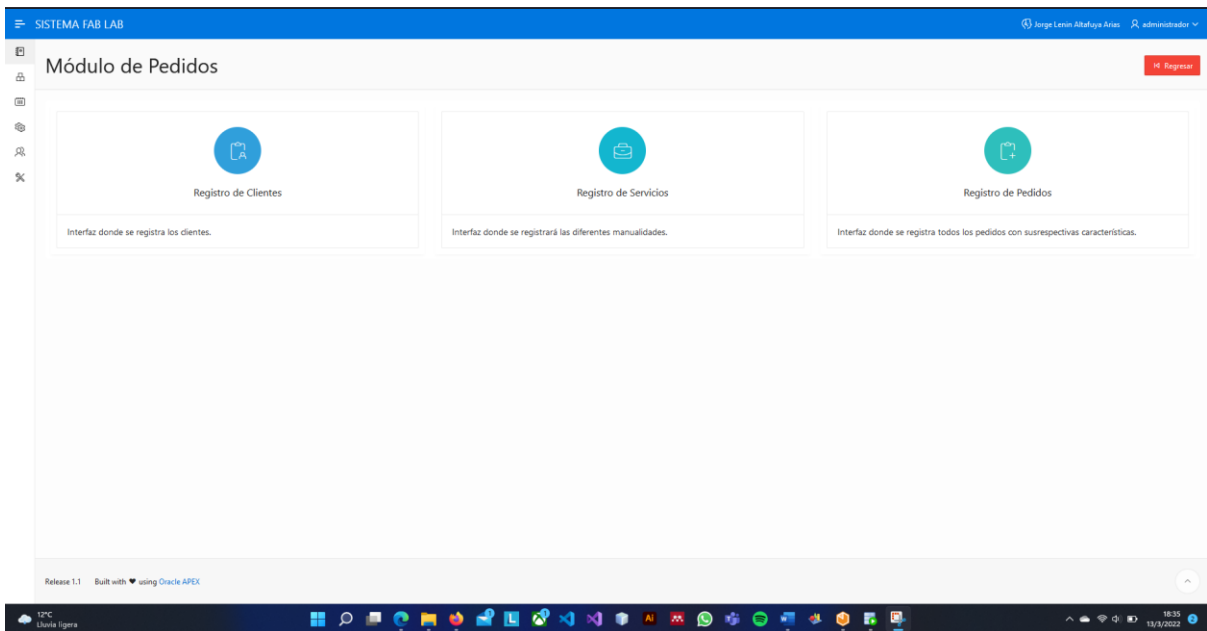 SISTEMA FAB LAB
Jorge Lenin Altafuya Arias administrador
Módulo de Pedidos
Regresar
Registro de Clientes
Interfaz donde se registra los clientes.
Registro de Servicios
Interfaz donde se registrará las diferentes manualidades.
Registro de Pedidos
Interfaz donde se registra todos los pedidos con susrespectivas características.
Release 1.1 Built with ♥ using Oracle APEX
12°C
Lluvia ligera
18:35
13/3/2022
2